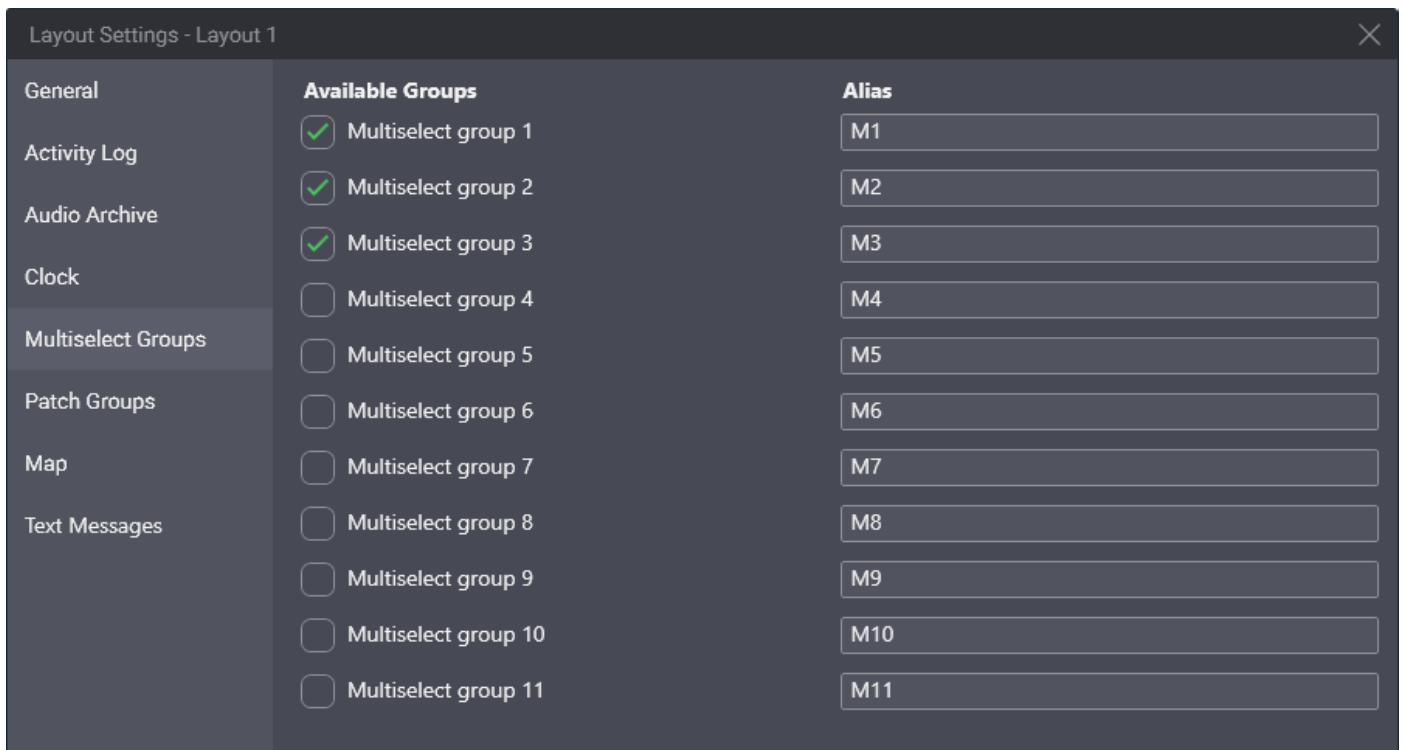 Layout Settings - Layout 1
General
Activity Log
Audio Archive
Clock
Multiselect Groups
Patch Groups
Map
Text Messages
Available Groups Alias
Multiselect group 1 M1
Multiselect group 2 M2
Multiselect group 3 M3
Multiselect group 4 M4
Multiselect group 5 M5
Multiselect group 6 M6
Multiselect group 7 M7
Multiselect group 8 M8
Multiselect group 9 M9
Multiselect group 10 M10
Multiselect group 11 M11